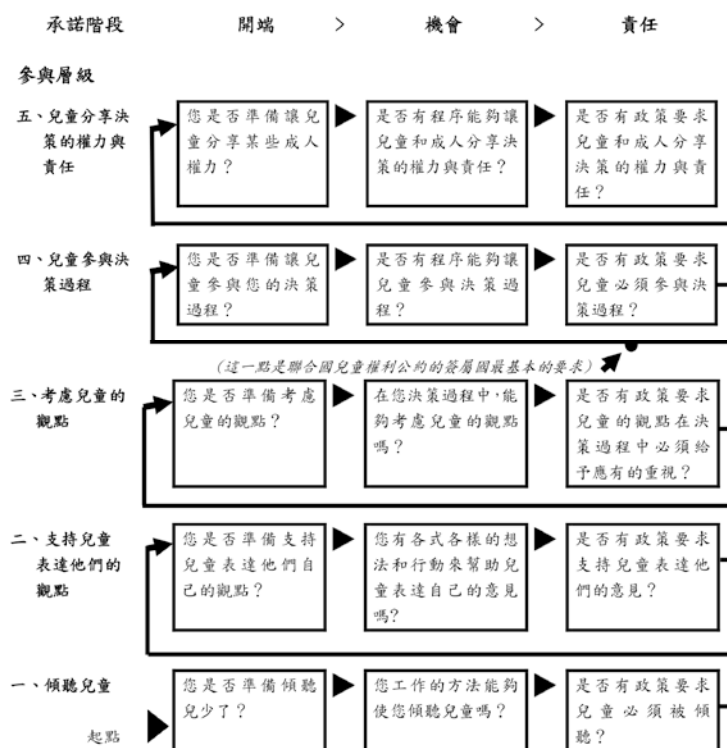 承諾階段 開端 > 機會 > 責任
參與層級
五、兒童分享決
策的權力與
責任
您是否準備讓兒
童分享某些成人
權力？
是否有程序能夠讓
兒童和成人分享決
策的權力與責任？
是否有政策要求
兒童和成人分享
決策的權力與責
任？
四、兒童參與決
策過程
您是否準備讓兒
童參與您的決策
過程？
是否有程序能夠讓
兒童參與決策過
程？
是否有政策要求
兒童必須參與決
策過程？
(這一點是聯合國兒童權利公約的簽屬國最基本的要求)
三、考慮兒童的
觀點
您是否準備考慮
兒童的觀點？
在您決策過程中，能
夠考慮兒童的觀點
嗎？
是否有政策要求
兒童的觀點在決
策過程中必須給
予應有的重視？
二、支持兒童
表達他們的
觀點
您是否準備支持
兒童表達他們自
己的觀點？
您有各式各樣的想
法和行動來幫助兒
童表達自己的意見
嗎?
是否有政策要求
支持兒童表達他
們的意見？
一、傾聽兒童
起點
您是否準備傾聽
兒少了？
您工作的方法能夠
使您傾聽兒童嗎？
是否有政策要求
兒童必須被傾
聽？